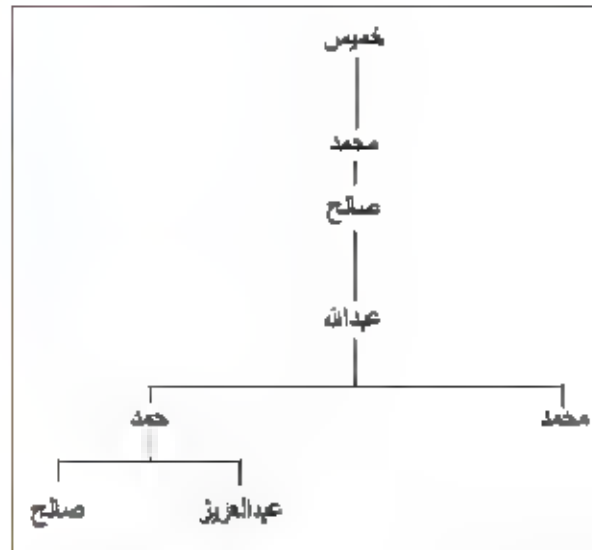 خميس
محمد
صالح
عبدالله
محمد حمد
عبدالعزيز صالح